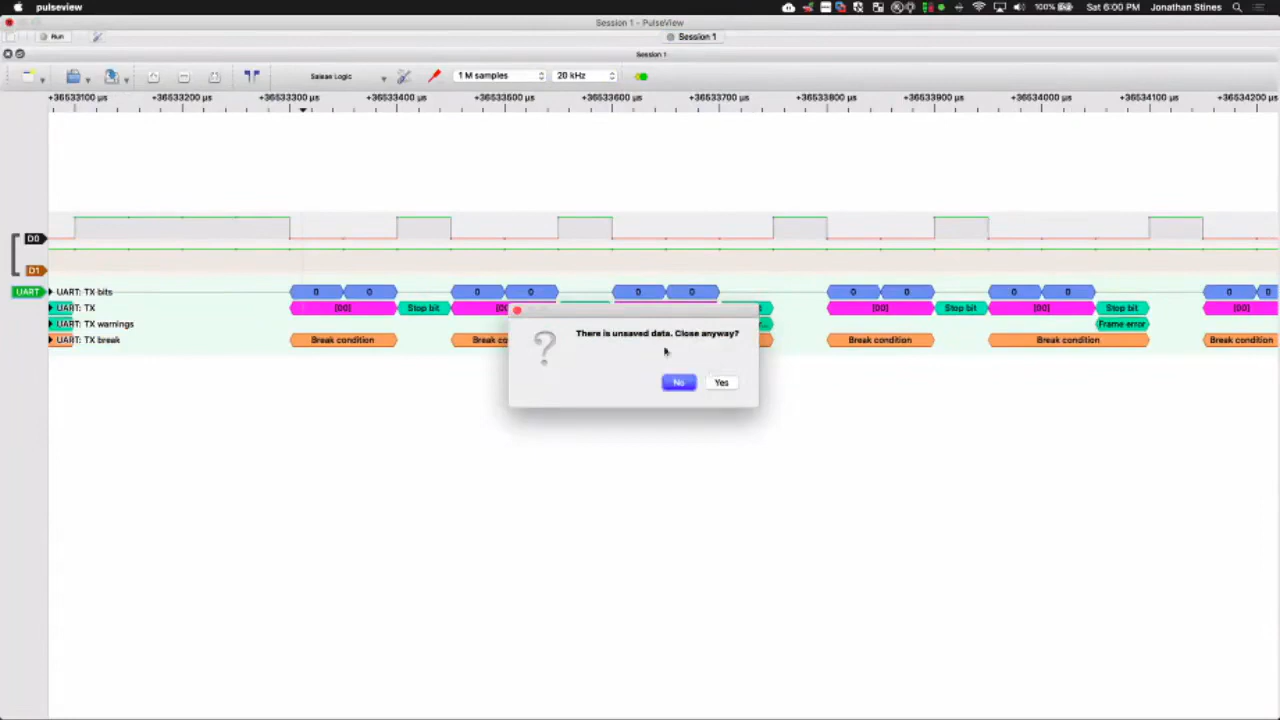 pulseview 100% Sat 6:00 PM Jonathan Stines
Session 1 - PulseView
Run Session 1
Session 1
Saleae Logic 1 M samples 20 kHz
+36533100 µs +36533200 µs +36533300 µs +36533400 µs +36533500 µs +36533600 µs +36533700 µs +36533800 µs +36533900 µs +36534000 µs +36534100 µs +36534200 µs
D0
D1
UART UART: TX bits 0 0 0 0 0 0 0 0 0 0 0 0
UART: TX [00] Stop bit [00] Stop bit [00] Stop bit [00]
UART: TX warnings Frame error
UART: TX break Break condition Break co Break condition Break condition Break condition
There is unsaved data. Close anyway?
No Yes